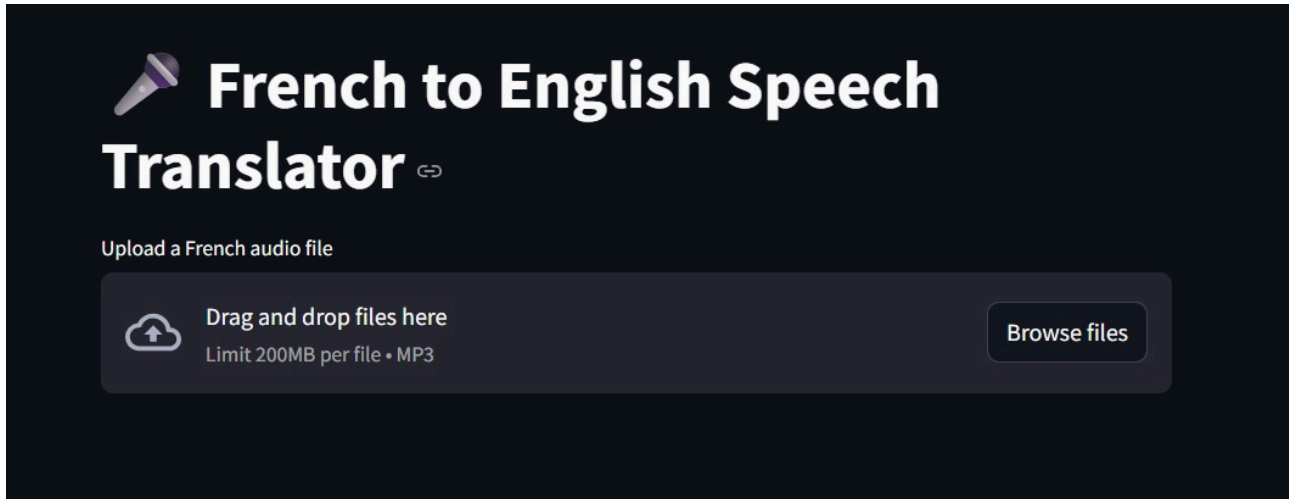 🎤 French to English Speech
Translator
Upload a French audio file
Drag and drop files here
Limit 200MB per file • MP3
Browse files